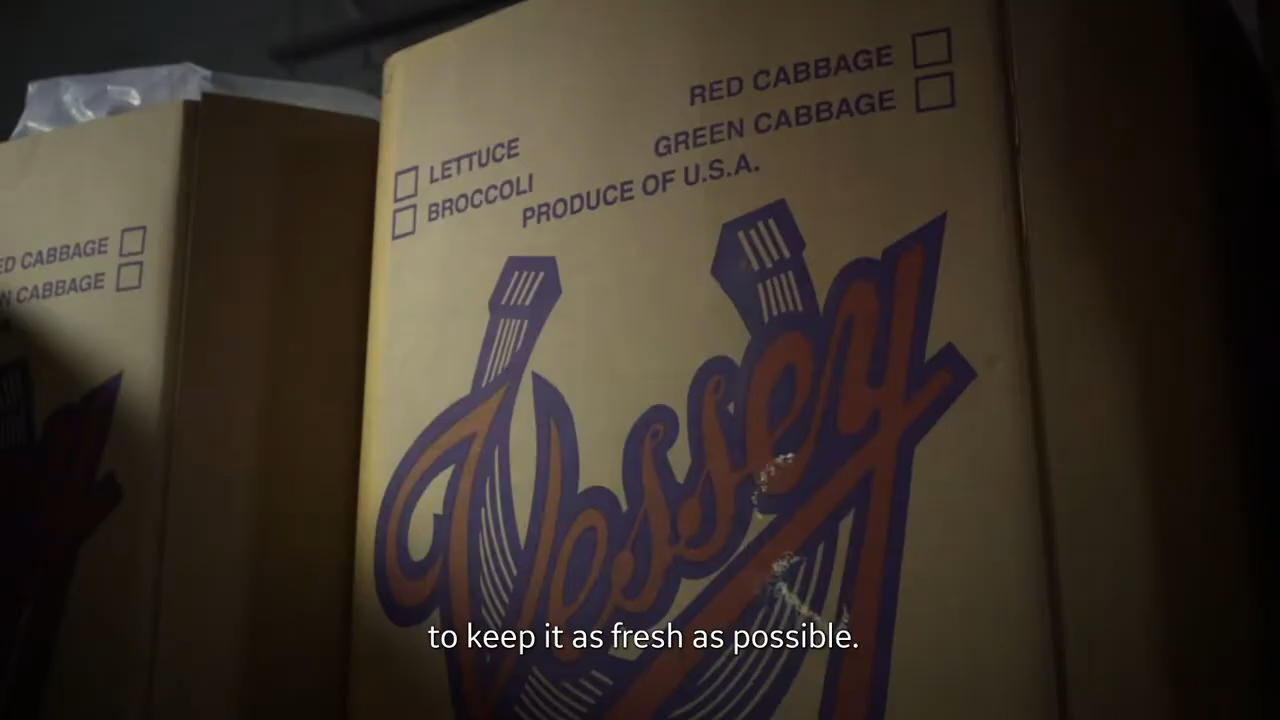 RED CABBAGE
GREEN CABBAGE
LETTUCE
BROCCOLI
PRODUCE OF U.S.A.
ED CABBAGE
N CABBAGE
Vessey
to keep it as fresh as possible.